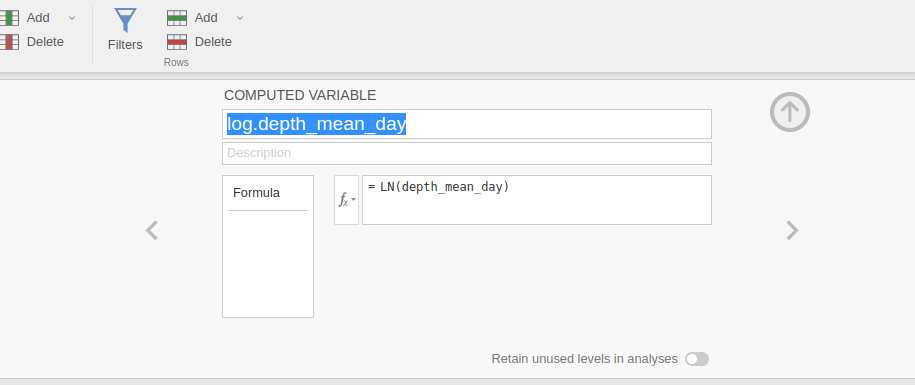 Add
Add
Delete
Filters
Delete
Rows
COMPUTED VARIABLE
log.depth_mean_day
Description
Formula
fx
= LN(depth_mean_day)
Retain unused levels in analyses